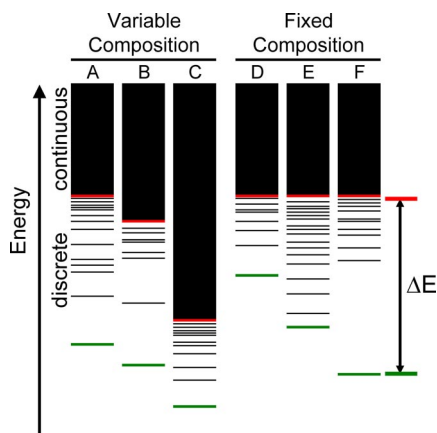 Variable
Composition
Fixed
Composition
A B C D E F
continuous
discrete
Energy
ΔE